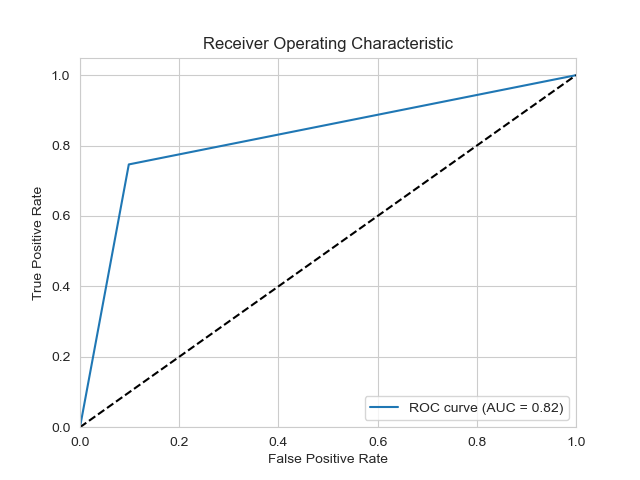 Receiver Operating Characteristic
1.0
0.8
0.6
0.4
0.2
0.0
True Positive Rate
ROC curve (AUC = 0.82)
0.0 0.2 0.4 0.6 0.8 1.0
False Positive Rate